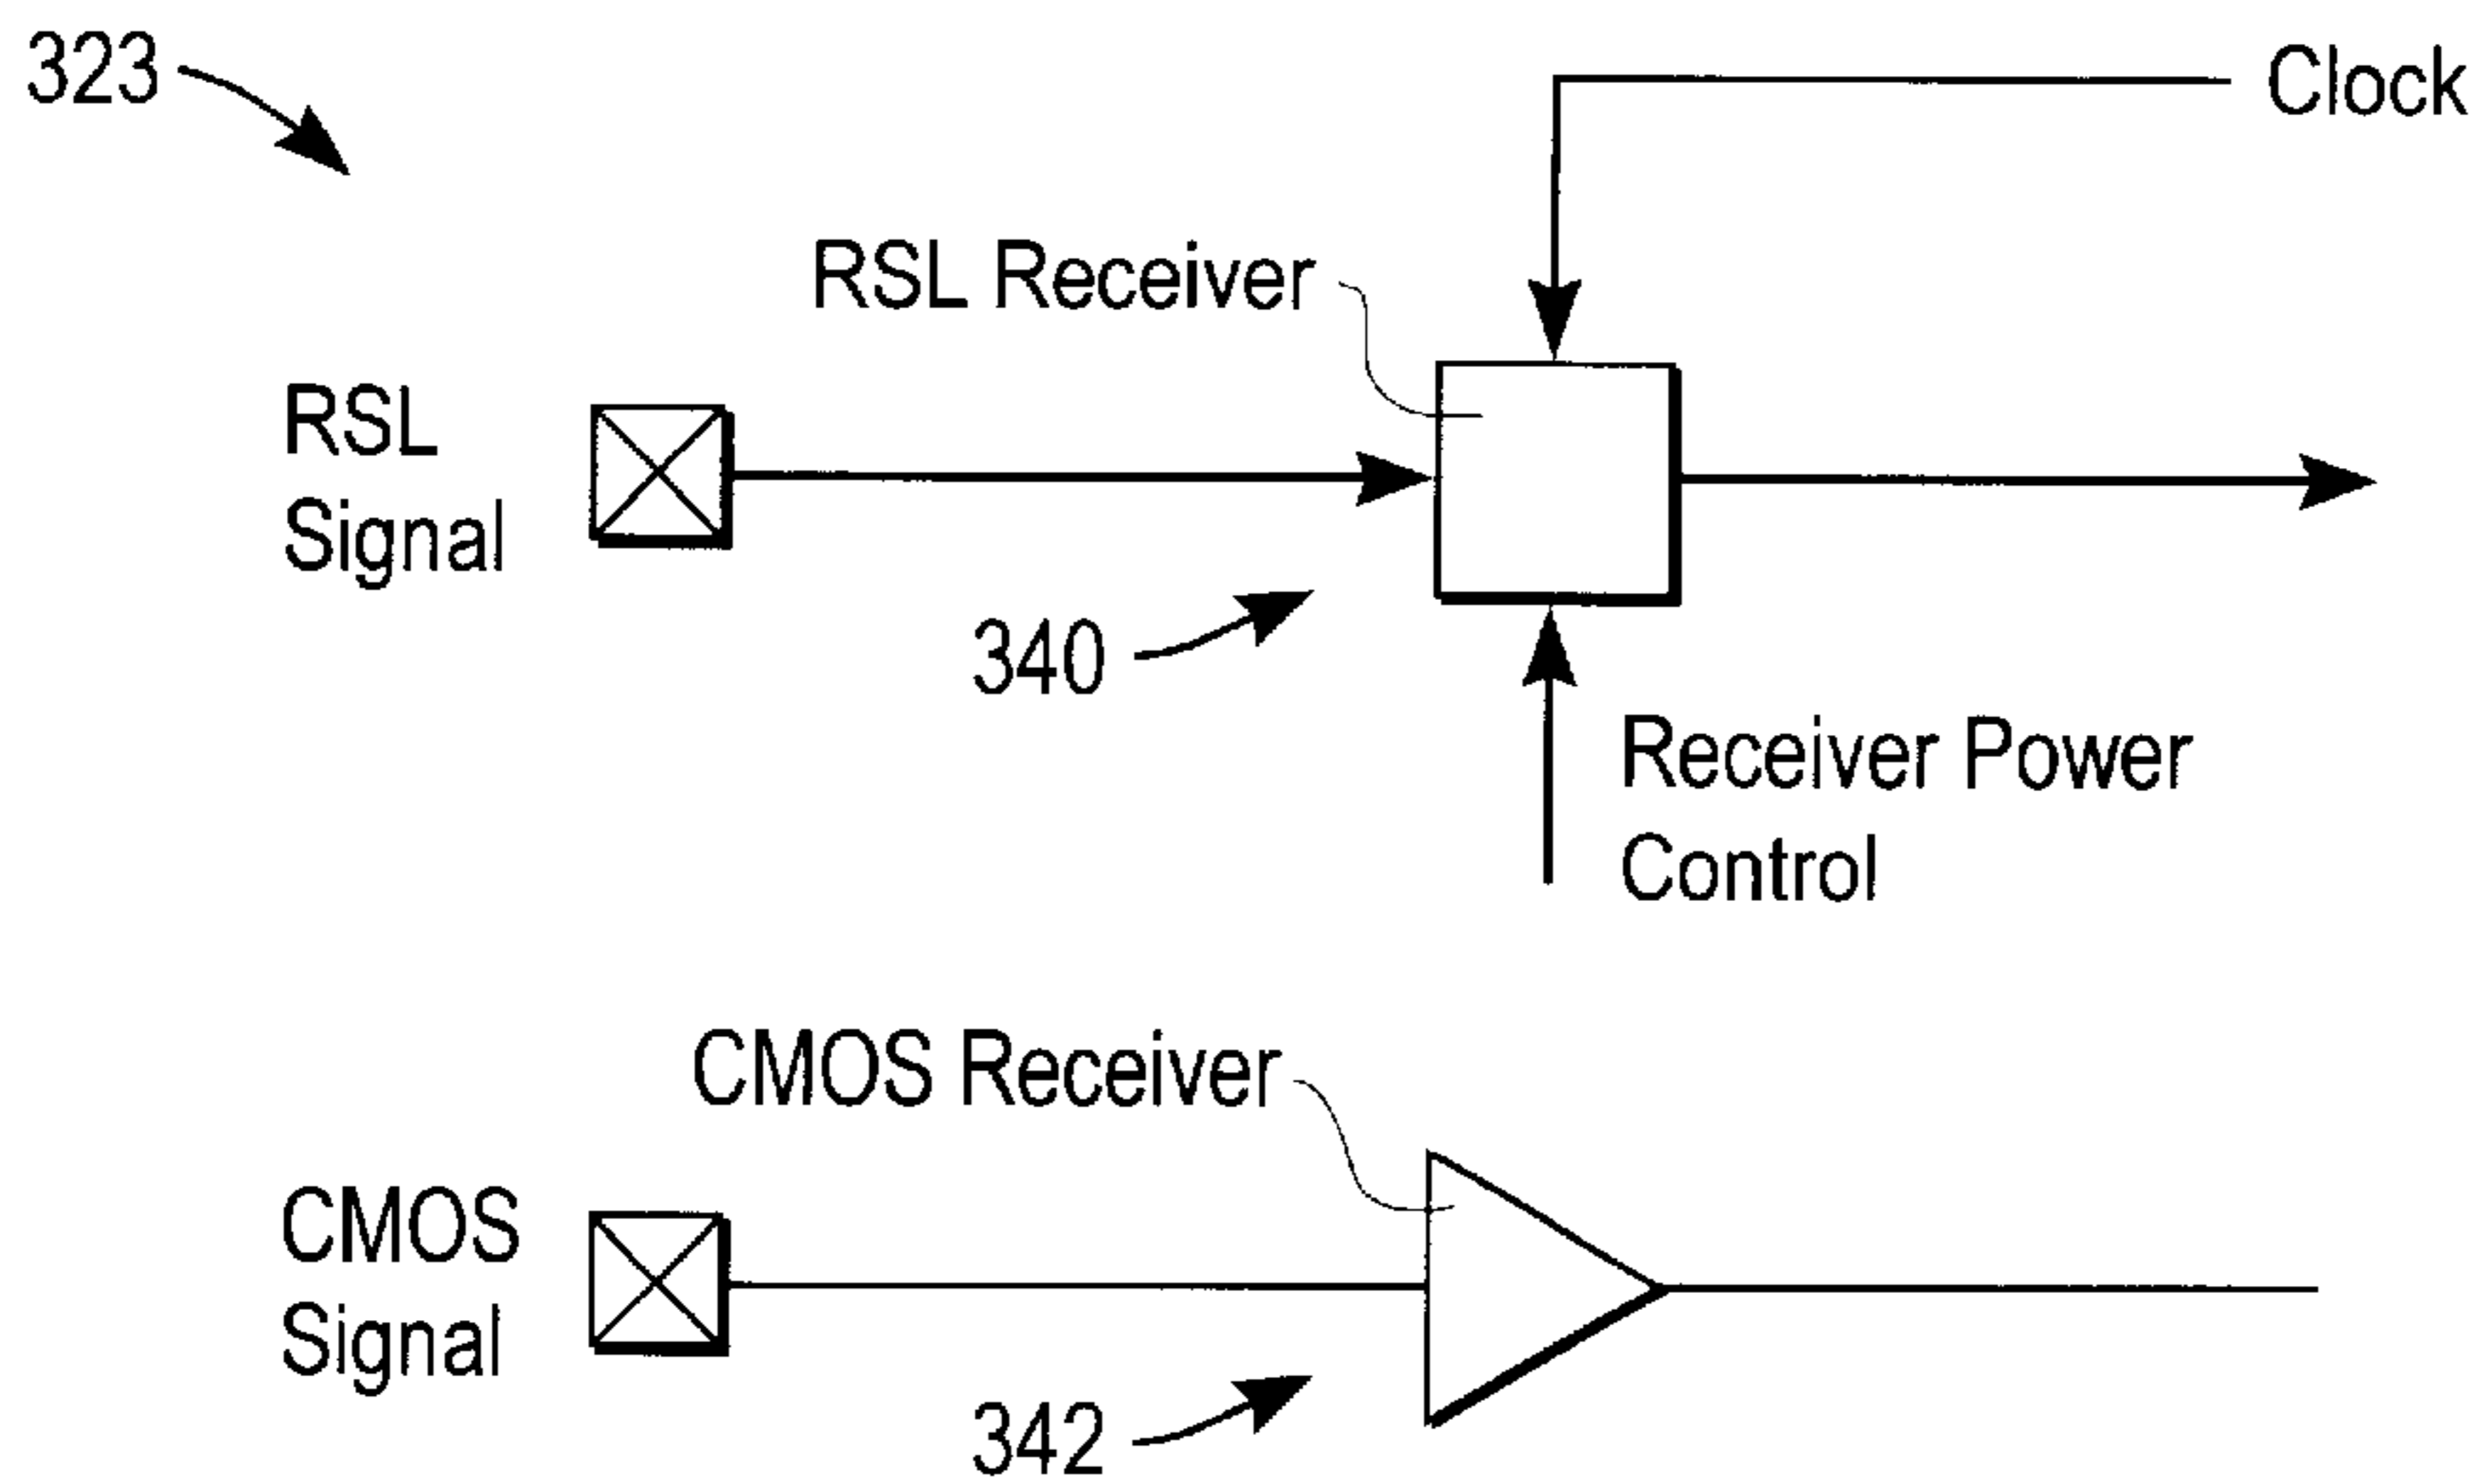 323
Clock
RSL Receiver
RSL
Signal
340
Receiver Power
Control
CMOS Receiver
CMOS
Signal
342